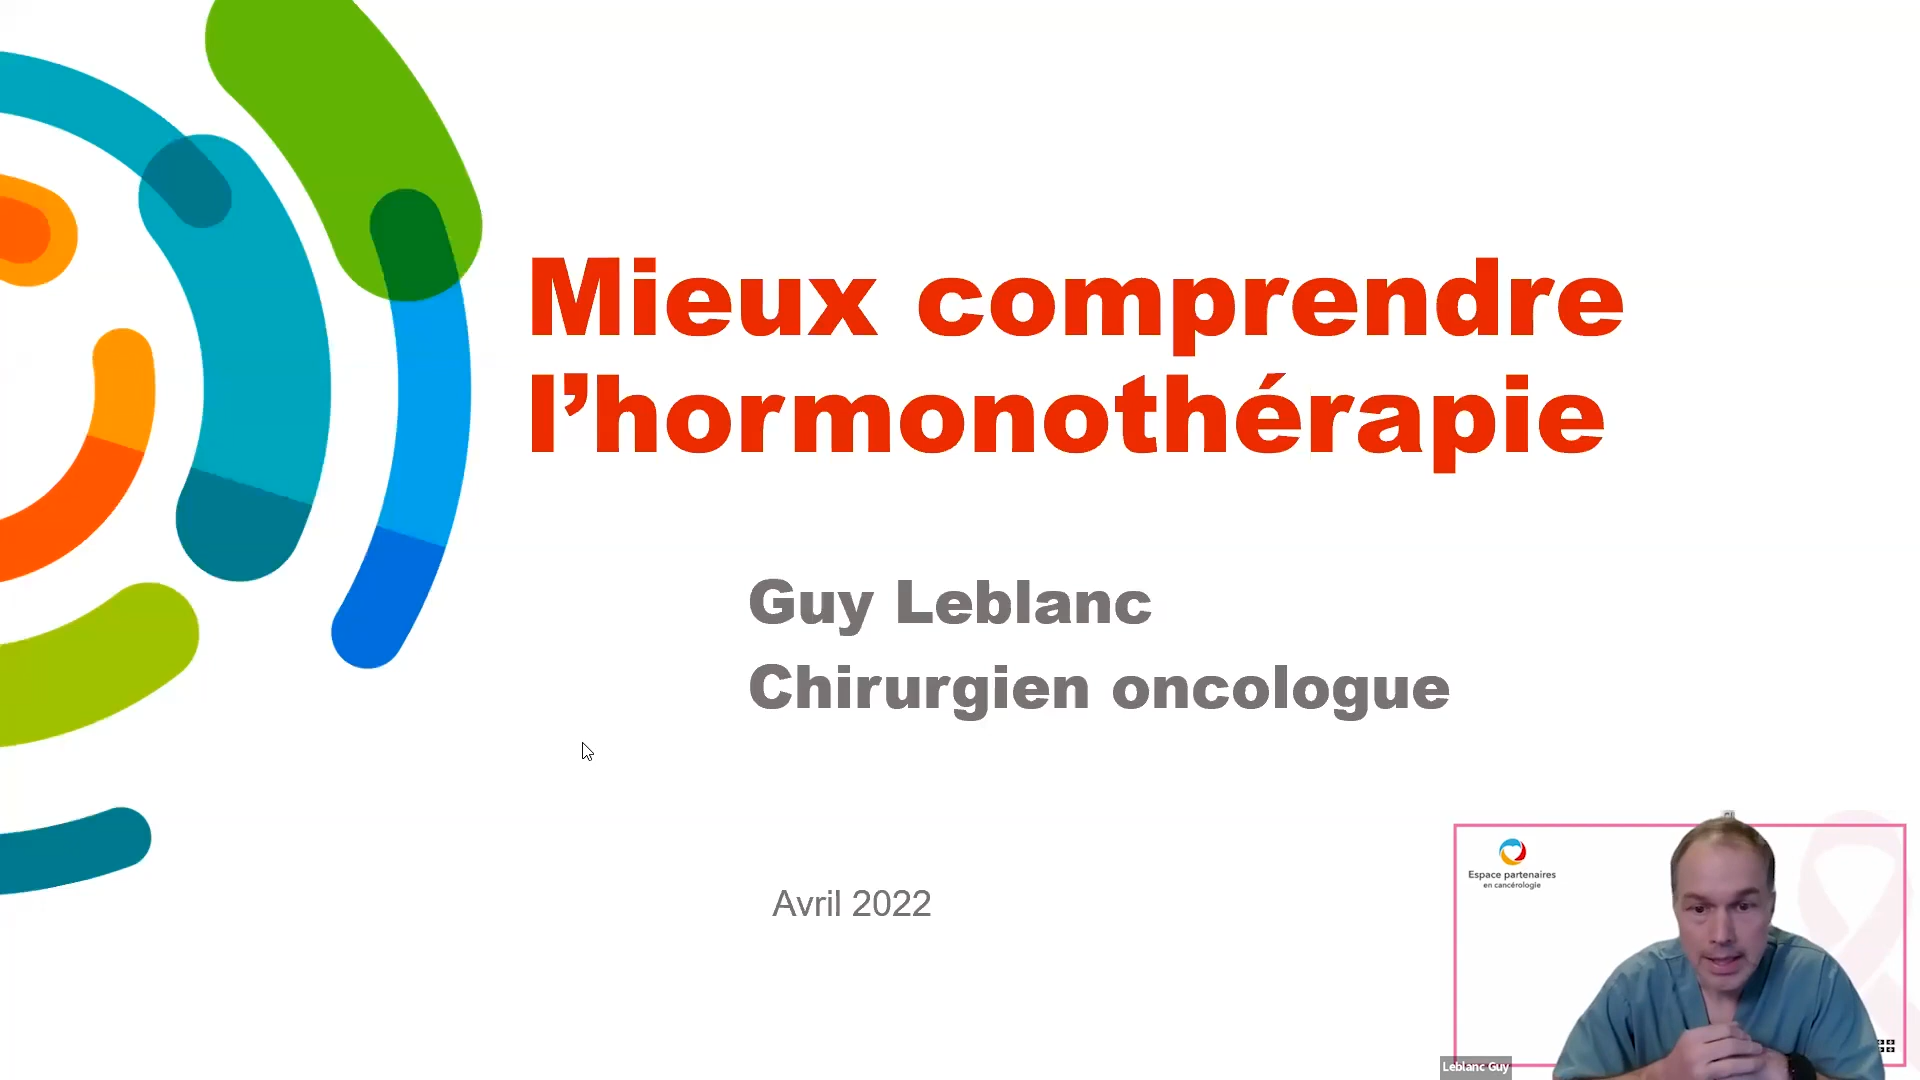 Mieux comprendre
l’hormonothérapie
Guy Leblanc
Chirurgien oncologue
Avril 2022
Espace partenaires
en cancérologie
Leblanc Guy